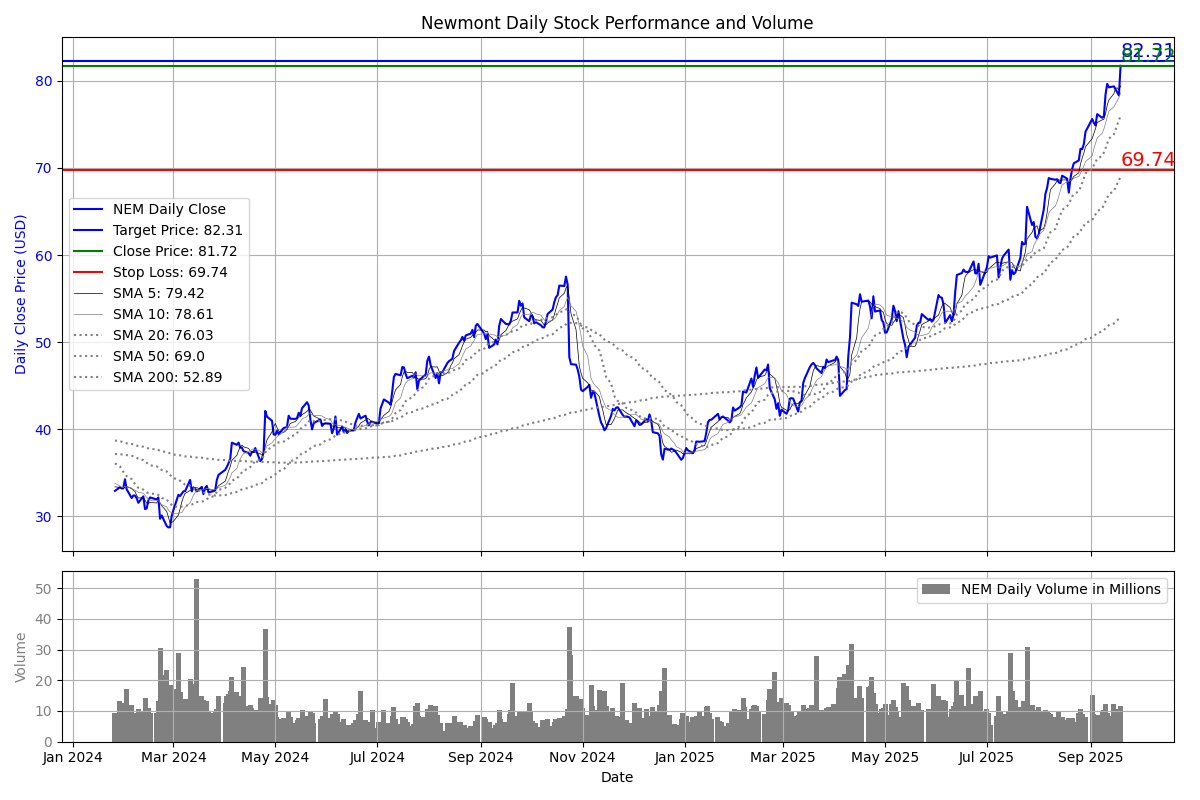 Newmont Daily Stock Performance and Volume
82.31
81.72
80
70
69.74
60
50
40
30
Daily Close Price (USD)
NEM Daily Close
Target Price: 82.31
Close Price: 81.72
Stop Loss: 69.74
SMA 5: 79.42
SMA 10: 78.61
SMA 20: 76.03
SMA 50: 69.0
SMA 200: 52.89
50
40
30
20
10
0
Volume
NEM Daily Volume in Millions
Jan 2024 Mar 2024 May 2024 Jul 2024 Sep 2024 Nov 2024 Jan 2025 Mar 2025 May 2025 Jul 2025 Sep 2025
Date